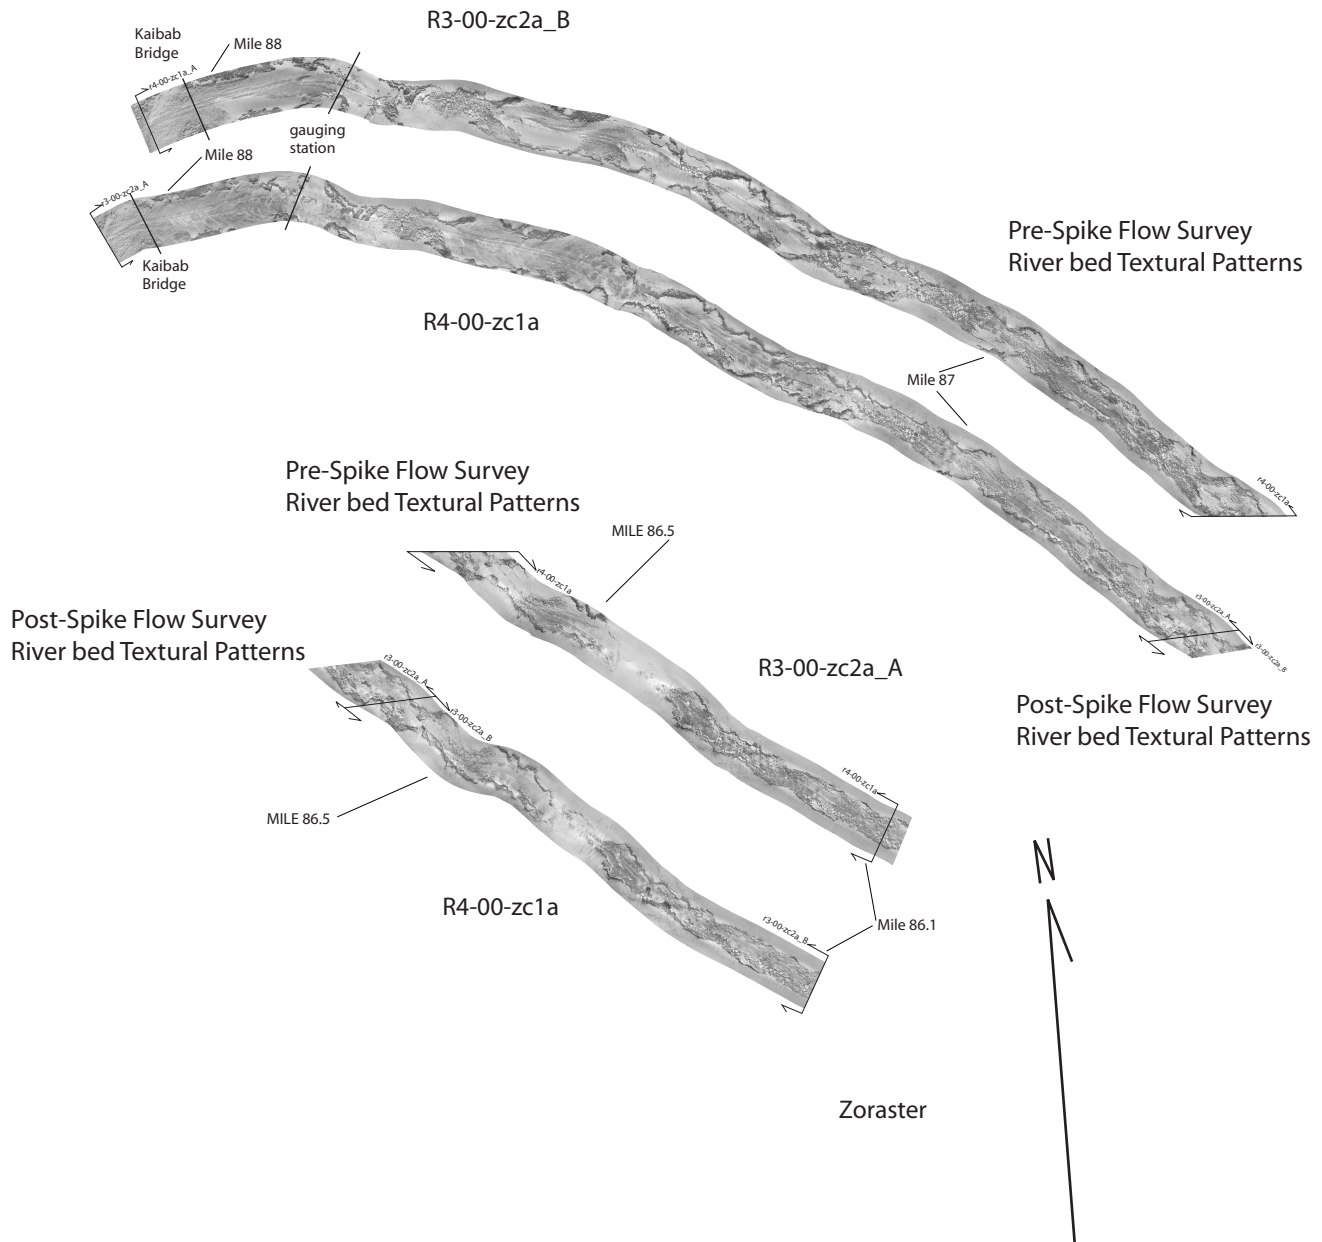 R3-00-zc2a_B
Kaibab
Bridge
Mile 88
r4-00-zc1a_A
gauging
station
Mile 88
r3-00-zc2a_A
Kaibab
Bridge
Pre-Spike Flow Survey
River bed Textural Patterns
R4-00-zc1a
Mile 87
Pre-Spike Flow Survey
River bed Textural Patterns
r4-00-zc1a
MILE 86.5
r4-00-zc1a
Post-Spike Flow Survey
River bed Textural Patterns
r3-00-zc2a_A
r3-00-zc2a_B
R3-00-zc2a_A
r3-00-zc2a_A
r3-00-zc2a_B
Post-Spike Flow Survey
River bed Textural Patterns
r4-00-zc1a
MILE 86.5
N
R4-00-zc1a
r3-00-zc2a_B
Mile 86.1
Zoraster